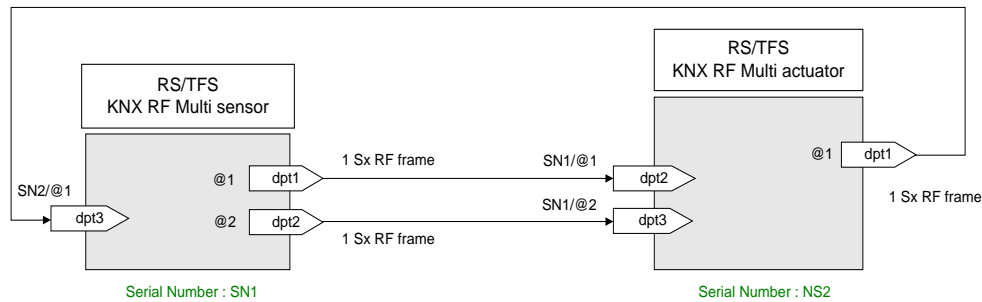 RS/TFS
KNX RF Multi actuator
RS/TFS
KNX RF Multi sensor
@1
dpt1
1 Sx RF frame
SN1/@1
dpt2
@1
dpt1
SN2/@1
dpt3
@2
dpt2
1 Sx RF frame
SN1/@2
dpt3
1 Sx RF frame
Serial Number : SN1
Serial Number : NS2